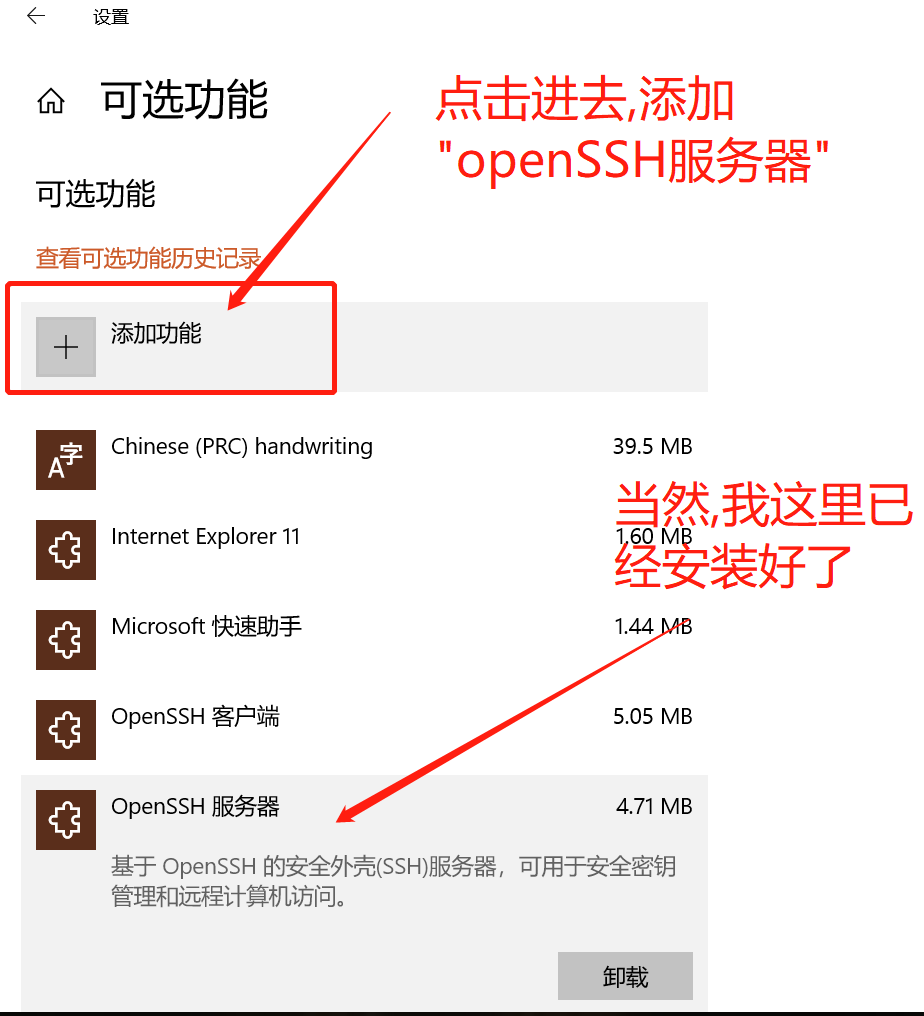 设置
可选功能
点击进去,添加
"openSSH服务器"
可选功能
查看可选功能历史记录
添加功能
Chinese (PRC) handwriting 39.5 MB
当然,我这里已
经安装好了
Internet Explorer 11 1.60 MB
Microsoft 快速助手 1.44 MB
OpenSSH 客户端 5.05 MB
OpenSSH 服务器 4.71 MB
基于 OpenSSH 的安全外壳(SSH)服务器，可用于安全密钥
管理和远程计算机访问。
卸载